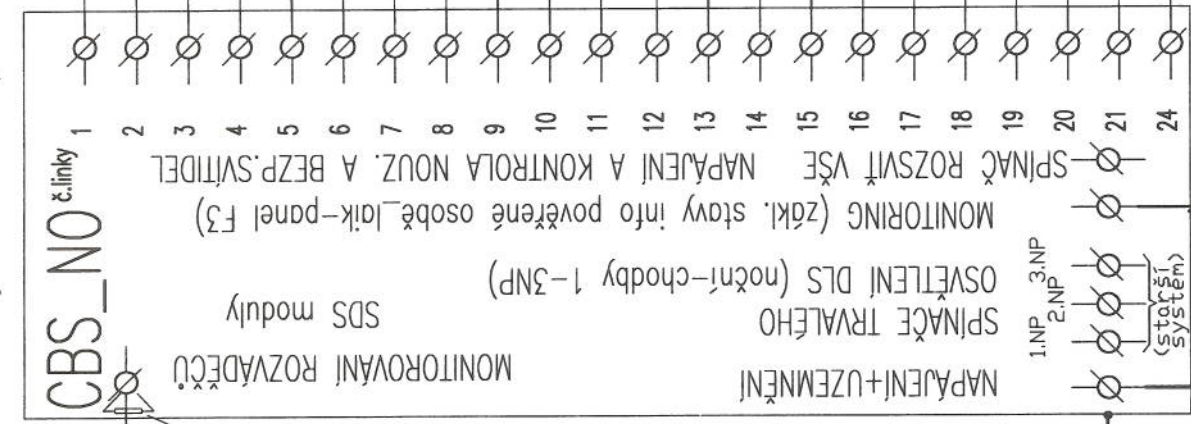 CBS_NO
č.linky
1 2 3 4 5 6 7 8 9 10 11 12 13 14 15 16 17 18 19 20 21 24
SPÍNAČ ROZSVIŤ VŠE NAPÁJENÍ A KONTROLA NOUZ. A BEZP.SVÍTIDEL
MONITORING (zákl. stavy info pověřené osobě_laik-panel F3)
OSVĚTLENÍ DLS (noční-chodby 1-3NP)
SPÍNAČE TRVALÉHO
SDS moduly
MONITOROVÁNÍ ROZVÁDĚČŮ
NAPÁJENÍ+UZEMNĚNÍ
1.NP
2.NP
3.NP
(starší
systém)